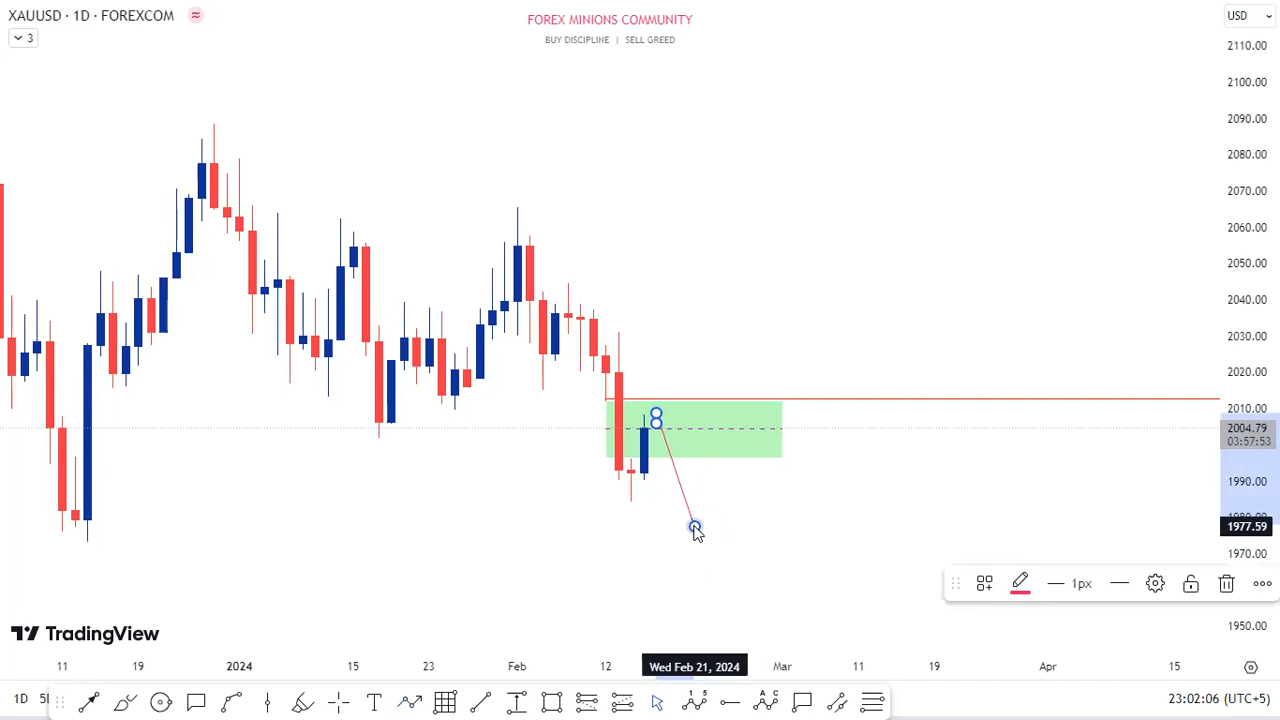 XAUUSD · 1D · FOREXCOM
3
FOREX MINIONS COMMUNITY
BUY DISCIPLINE | SELL GREED
USD
2110.00
2100.00
2090.00
2080.00
2070.00
2060.00
2050.00
2040.00
2030.00
2020.00
2010.00
2004.79
03:57:53
1990.00
1980.00
1977.59
1970.00
1950.00
1px
TradingView
11 19 2024 15 23 Feb 12 Wed Feb 21, 2024 Mar 11 19 Apr 15
1D
23:02:06 (UTC+5)